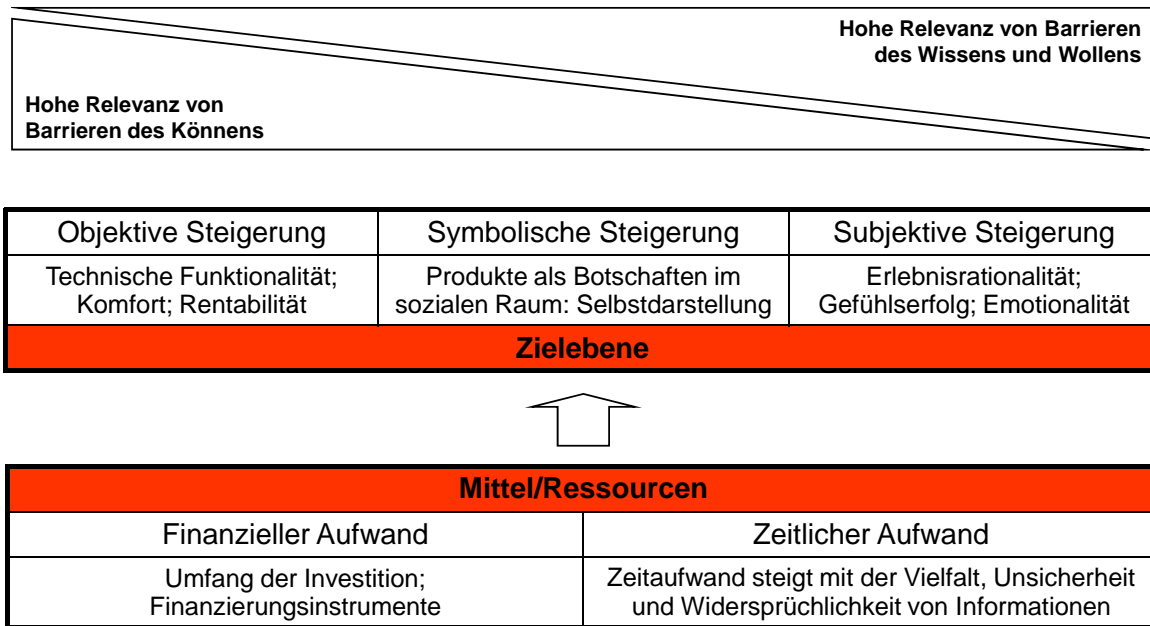 Hohe Relevanz von Barrieren
des Wissens und Wollens
Hohe Relevanz von
Barrieren des Könnens
Objektive Steigerung
Symbolische Steigerung
Subjektive Steigerung
Technische Funktionalität;
Komfort; Rentabilität
Produkte als Botschaften im
sozialen Raum: Selbstdarstellung
Erlebnisrationalität;
Gefühlserfolg; Emotionalität
Zielebene
Mittel/Ressourcen
Finanzieller Aufwand
Zeitlicher Aufwand
Umfang der Investition;
Finanzierungsinstrumente
Zeitaufwand steigt mit der Vielfalt, Unsicherheit
und Widersprüchlichkeit von Informationen